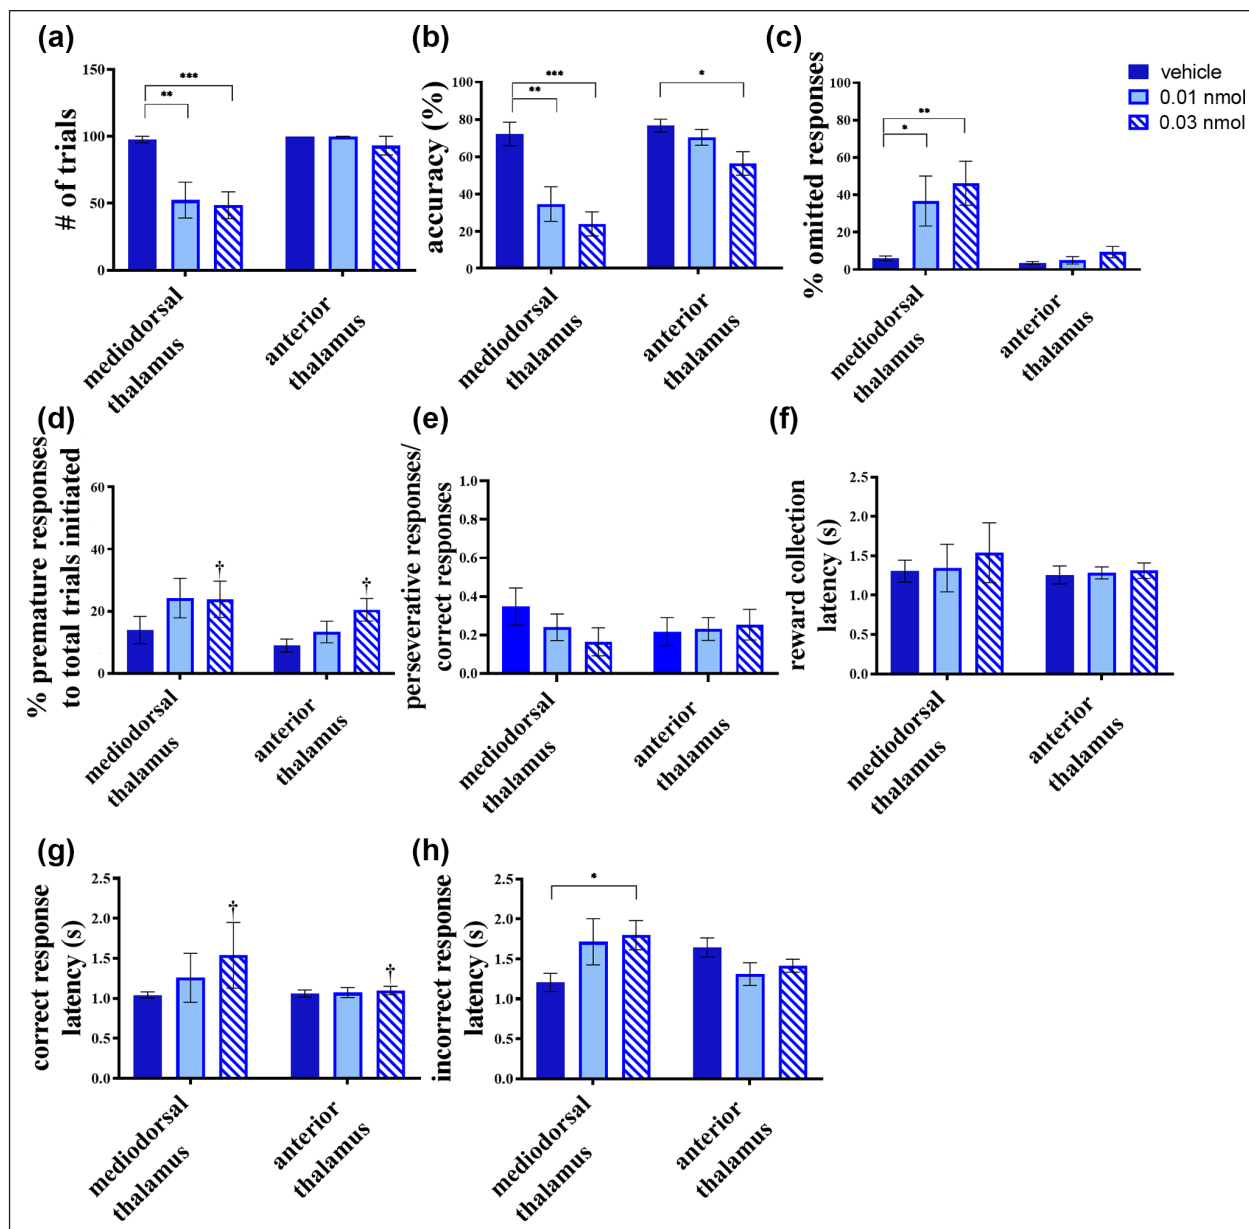 (a)
# of trials
150
100
50
0
***
**
mediodorsal
thalamus
anterior
thalamus
(b)
accuracy (%)
100
80
60
40
20
0
***
**
*
mediodorsal
thalamus
anterior
thalamus
(c)
% omitted responses
100
80
60
40
20
0
**
*
mediodorsal
thalamus
anterior
thalamus
vehicle
0.01 nmol
0.03 nmol
(d)
% premature responses
to total trials initiated
60
40
20
0
†
†
mediodorsal
thalamus
anterior
thalamus
(e)
perseverative responses/
correct responses
1.0
0.8
0.6
0.4
0.2
0.0
mediodorsal
thalamus
anterior
thalamus
(f)
reward collection
latency (s)
2.5
2.0
1.5
1.0
0.5
0.0
mediodorsal
thalamus
anterior
thalamus
(g)
correct response
latency (s)
2.5
2.0
1.5
1.0
0.5
0.0
†
†
mediodorsal
thalamus
anterior
thalamus
(h)
incorrect response
latency (s)
2.5
2.0
1.5
1.0
0.5
0.0
*
mediodorsal
thalamus
anterior
thalamus